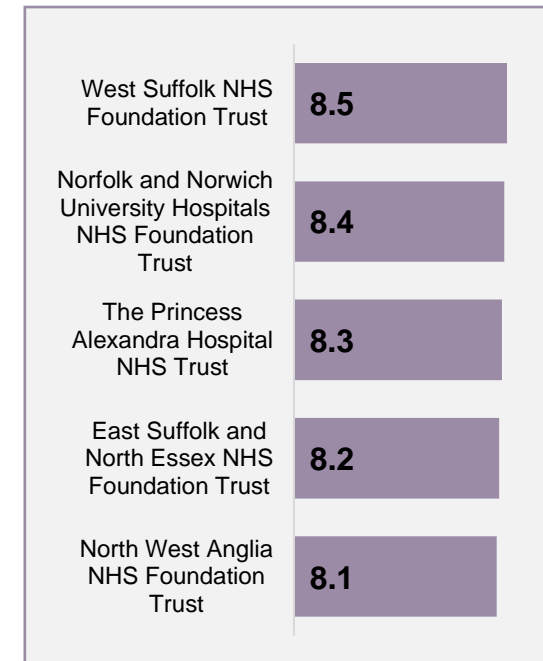 West Suffolk NHS
Foundation Trust
8.5
Norfolk and Norwich
University Hospitals
NHS Foundation
Trust
8.4
The Princess
Alexandra Hospital
NHS Trust
8.3
East Suffolk and
North Essex NHS
Foundation Trust
8.2
North West Anglia
NHS Foundation
Trust
8.1